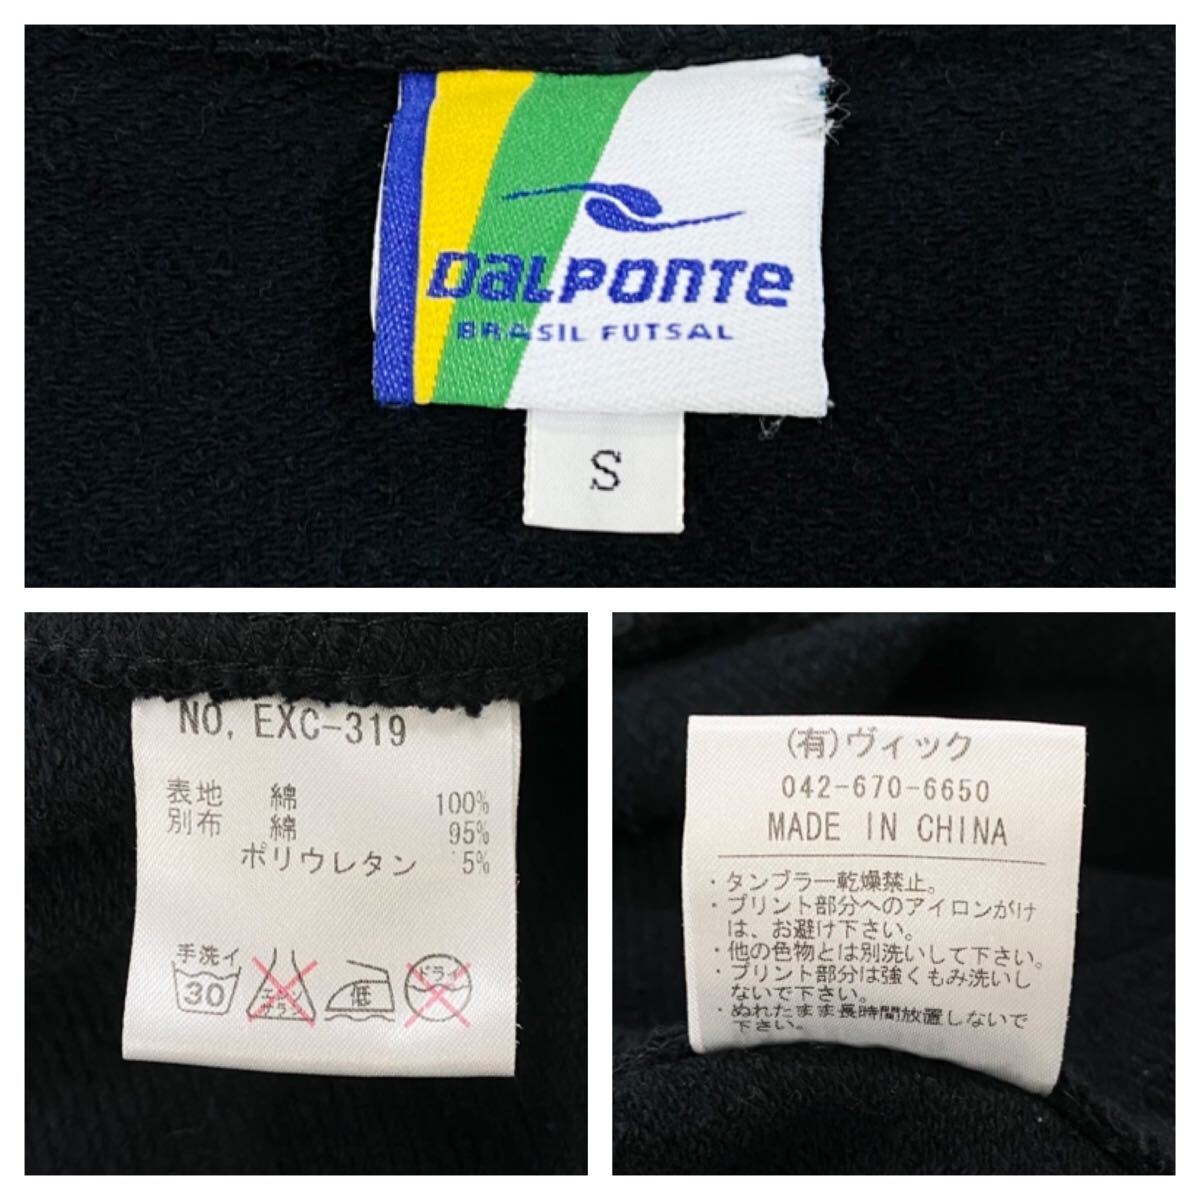 DALPONTE
BRASIL FUTSAL
S
NO. EXC-319
表地 綿 100%
別布 綿 95%
ポリウレタン 5%
手洗イ
30
エンソ
サラシ
低
ドライ
(有)ヴィック
042-670-6650
MADE IN CHINA
・タンブラー乾燥禁止。
・プリント部分へのアイロンがけ
は、お避け下さい。
・他の色物とは別洗いして下さい。
・プリント部分は強くもみ洗いし
ないで下さい。
・ぬれたまま長時間放置しないで
下さい。